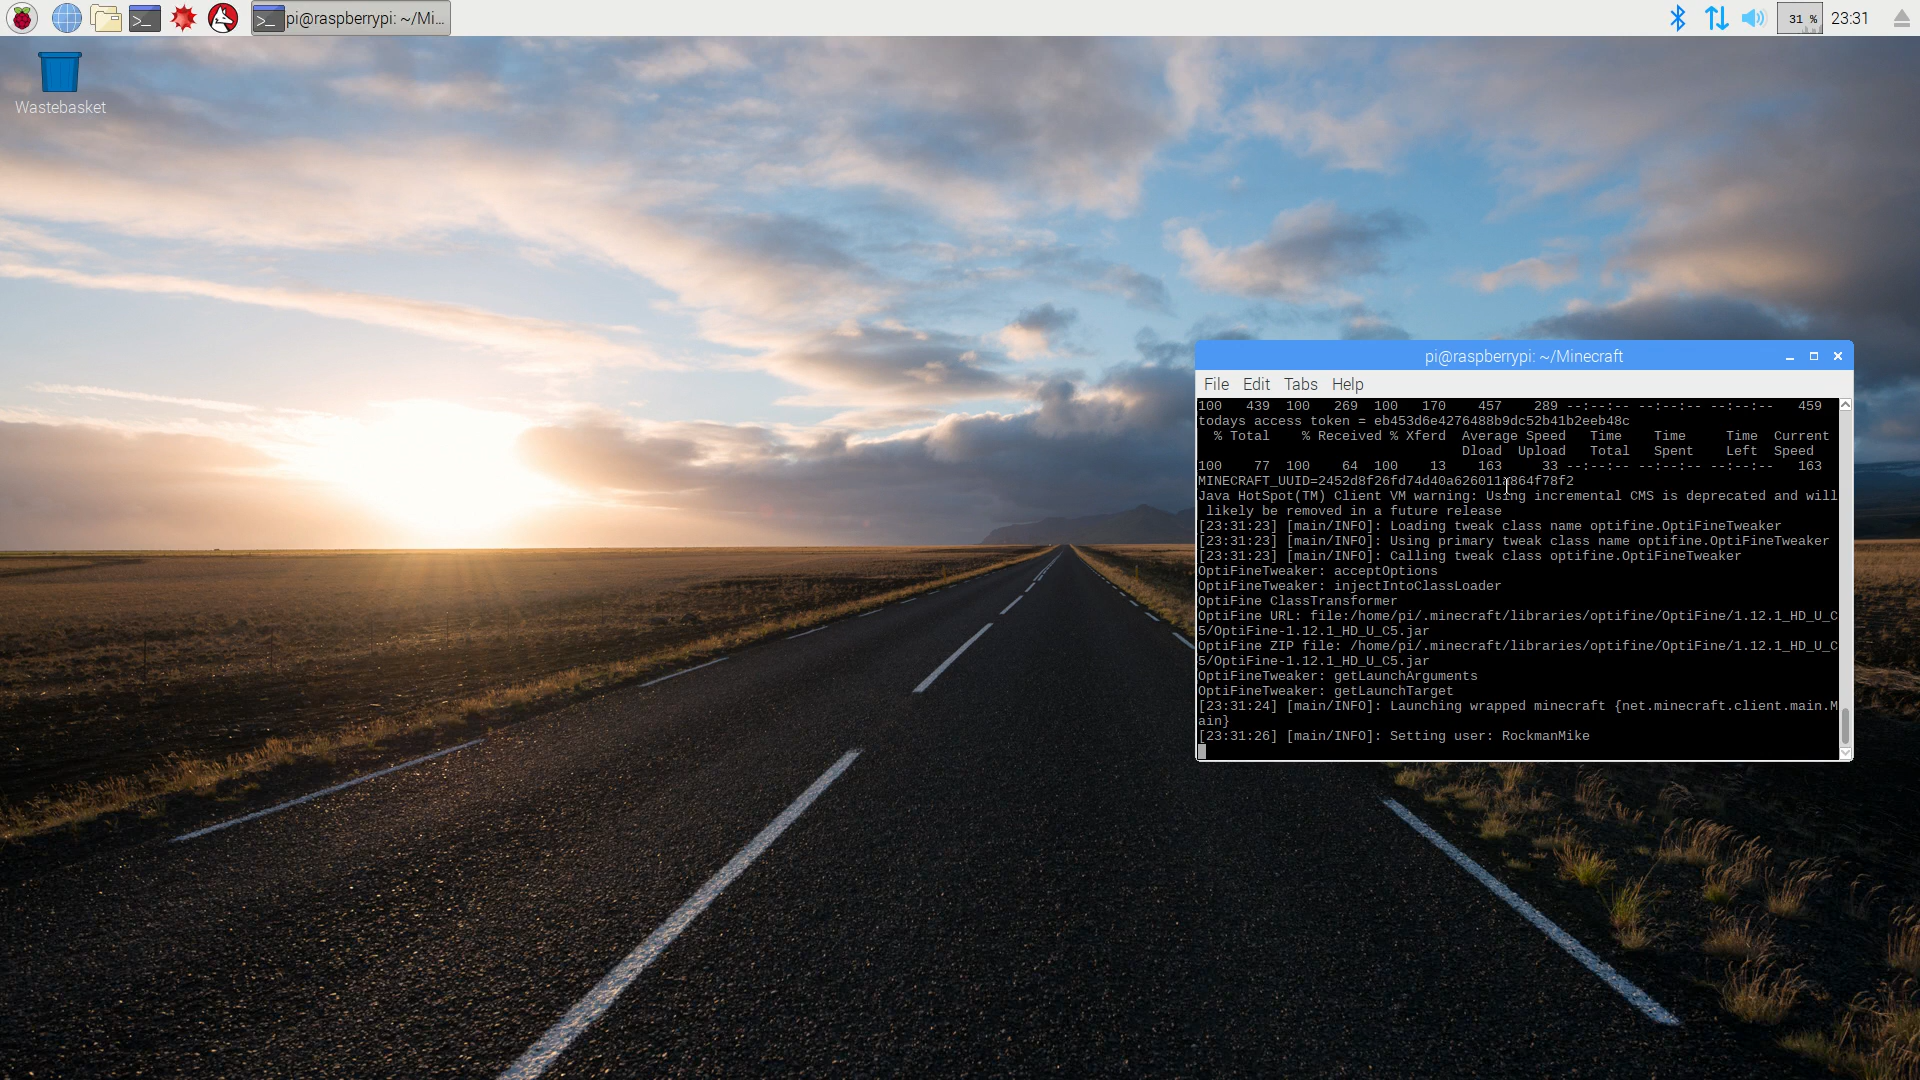 pi@raspberrypi: ~/Mi...
31 %
23:31
Wastebasket
pi@raspberrypi: ~/Minecraft
File Edit Tabs Help
100   439  100   269  100   170    457    289 --:--:-- --:--:-- --:--:--   459
todays access token = eb453d6e4276488b9dc52b41b2eeb48c
  % Total    % Received % Xferd  Average Speed   Time    Time     Time  Current
                                 Dload  Upload   Total   Spent    Left  Speed
100    77  100    64  100    13    163     33 --:--:-- --:--:-- --:--:--   163
MINECRAFT_UUID=2452d8f26fd74d40a626011a864f78f2
Java HotSpot(TM) Client VM warning: Using incremental CMS is deprecated and will
 likely be removed in a future release
[23:31:23] [main/INFO]: Loading tweak class name optifine.OptiFineTweaker
[23:31:23] [main/INFO]: Using primary tweak class name optifine.OptiFineTweaker
[23:31:23] [main/INFO]: Calling tweak class optifine.OptiFineTweaker
OptiFineTweaker: acceptOptions
OptiFineTweaker: injectIntoClassLoader
OptiFine ClassTransformer
OptiFine URL: file:/home/pi/.minecraft/libraries/optifine/OptiFine/1.12.1_HD_U_C
5/OptiFine-1.12.1_HD_U_C5.jar
OptiFine ZIP file: /home/pi/.minecraft/libraries/optifine/OptiFine/1.12.1_HD_U_C
5/OptiFine-1.12.1_HD_U_C5.jar
OptiFineTweaker: getLaunchArguments
OptiFineTweaker: getLaunchTarget
[23:31:24] [main/INFO]: Launching wrapped minecraft {net.minecraft.client.main.M
ain}
[23:31:26] [main/INFO]: Setting user: RockmanMike